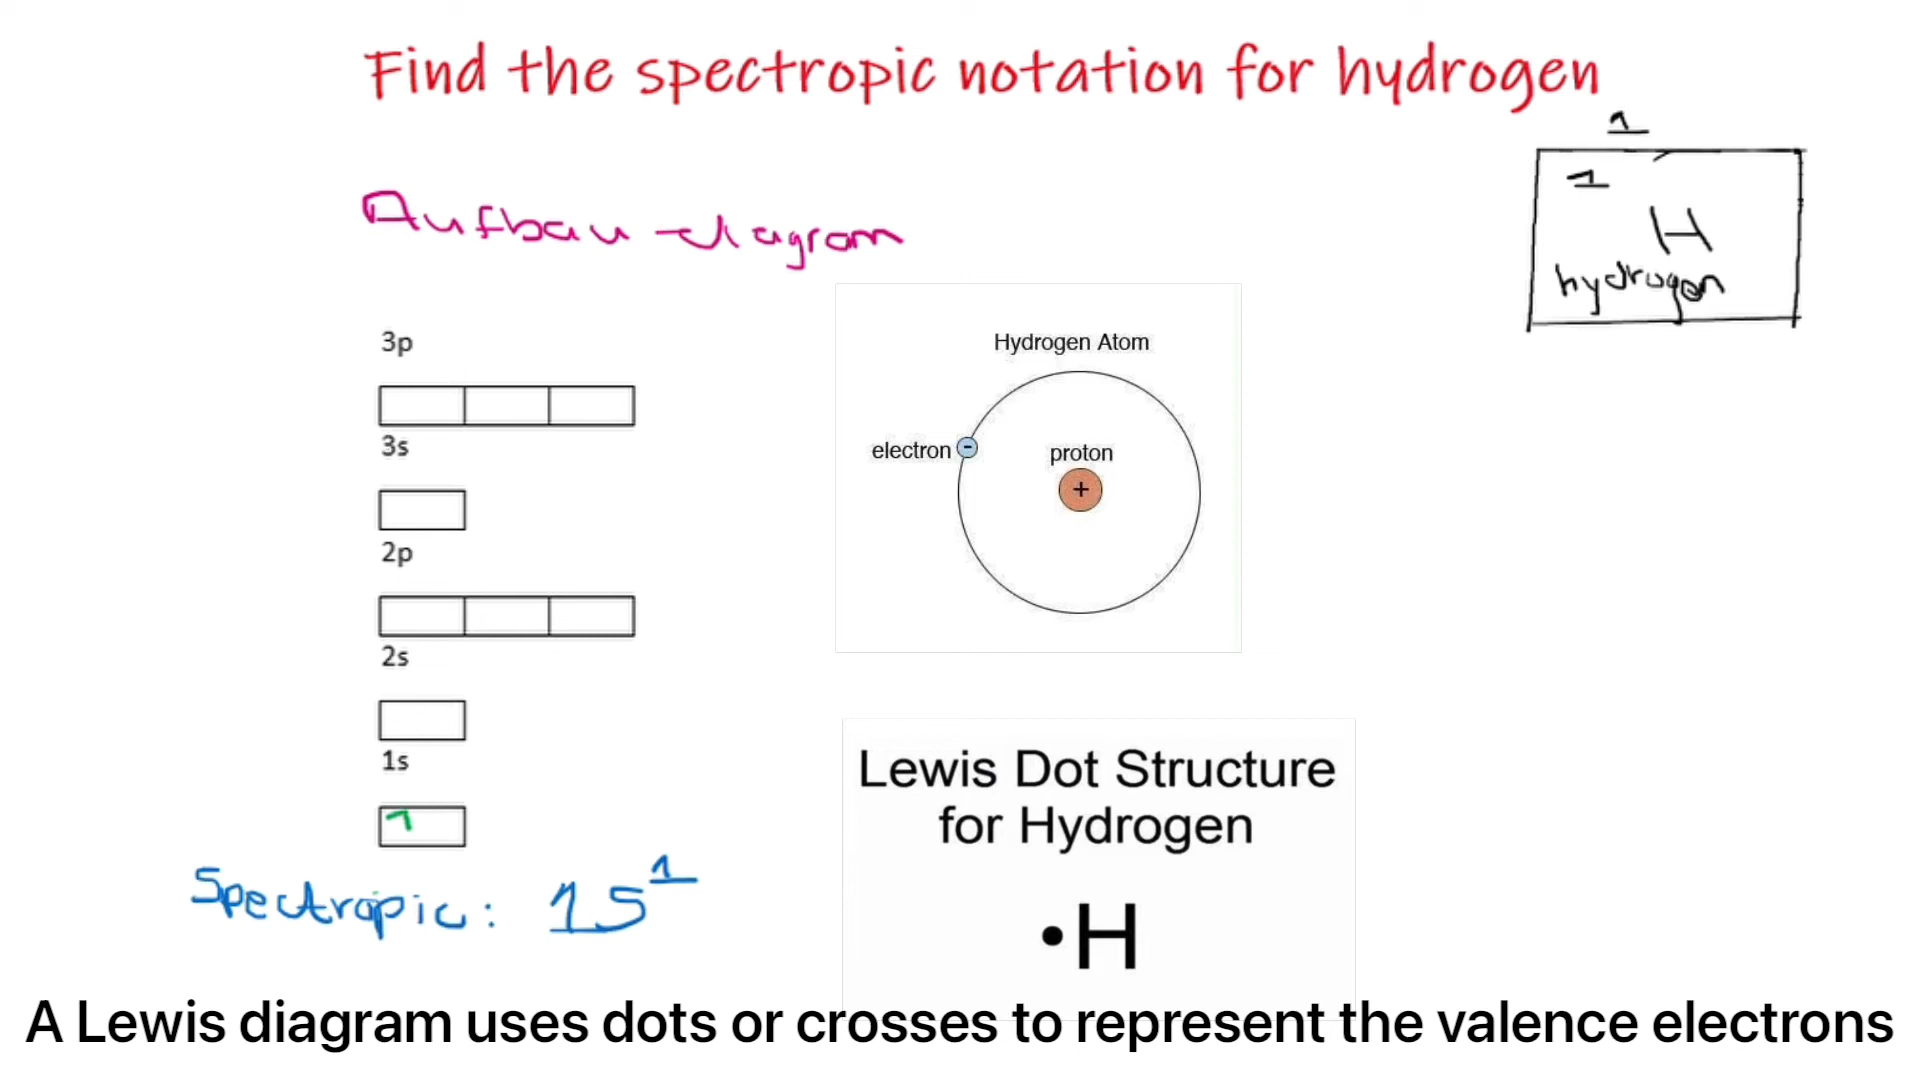 Find the spectropic notation for hydrogen
1
1
H
hydrogen
Aufbau diagram
3p
3s
2p
2s
1s
1
Spectropic: 1s¹
Hydrogen Atom
electron -
proton
+
Lewis Dot Structure
for Hydrogen
•H
A Lewis diagram uses dots or crosses to represent the valence electrons